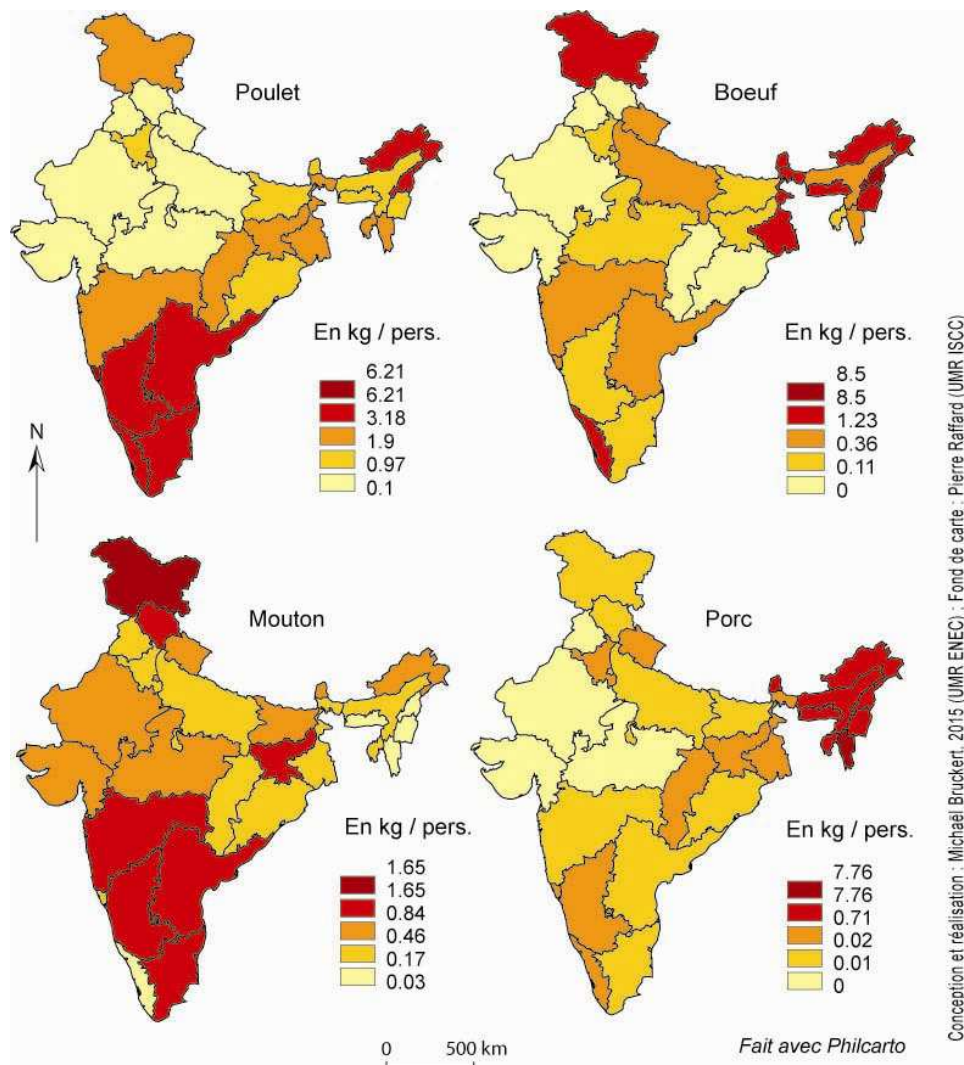 Poulet
En kg / pers.
6.21
6.21
3.18
1.9
0.97
0.1
Boeuf
En kg / pers.
8.5
8.5
1.23
0.36
0.11
0
N
Mouton
En kg / pers.
1.65
1.65
0.84
0.46
0.17
0.03
Porc
En kg / pers.
7.76
7.76
0.71
0.02
0.01
0
0 500 km
Fait avec Philcarto
Conception et réalisation : Michaël Bruckert, 2015 (UMR ENEC) ; Fond de carte : Pierre Raffard (UMR ISCC)